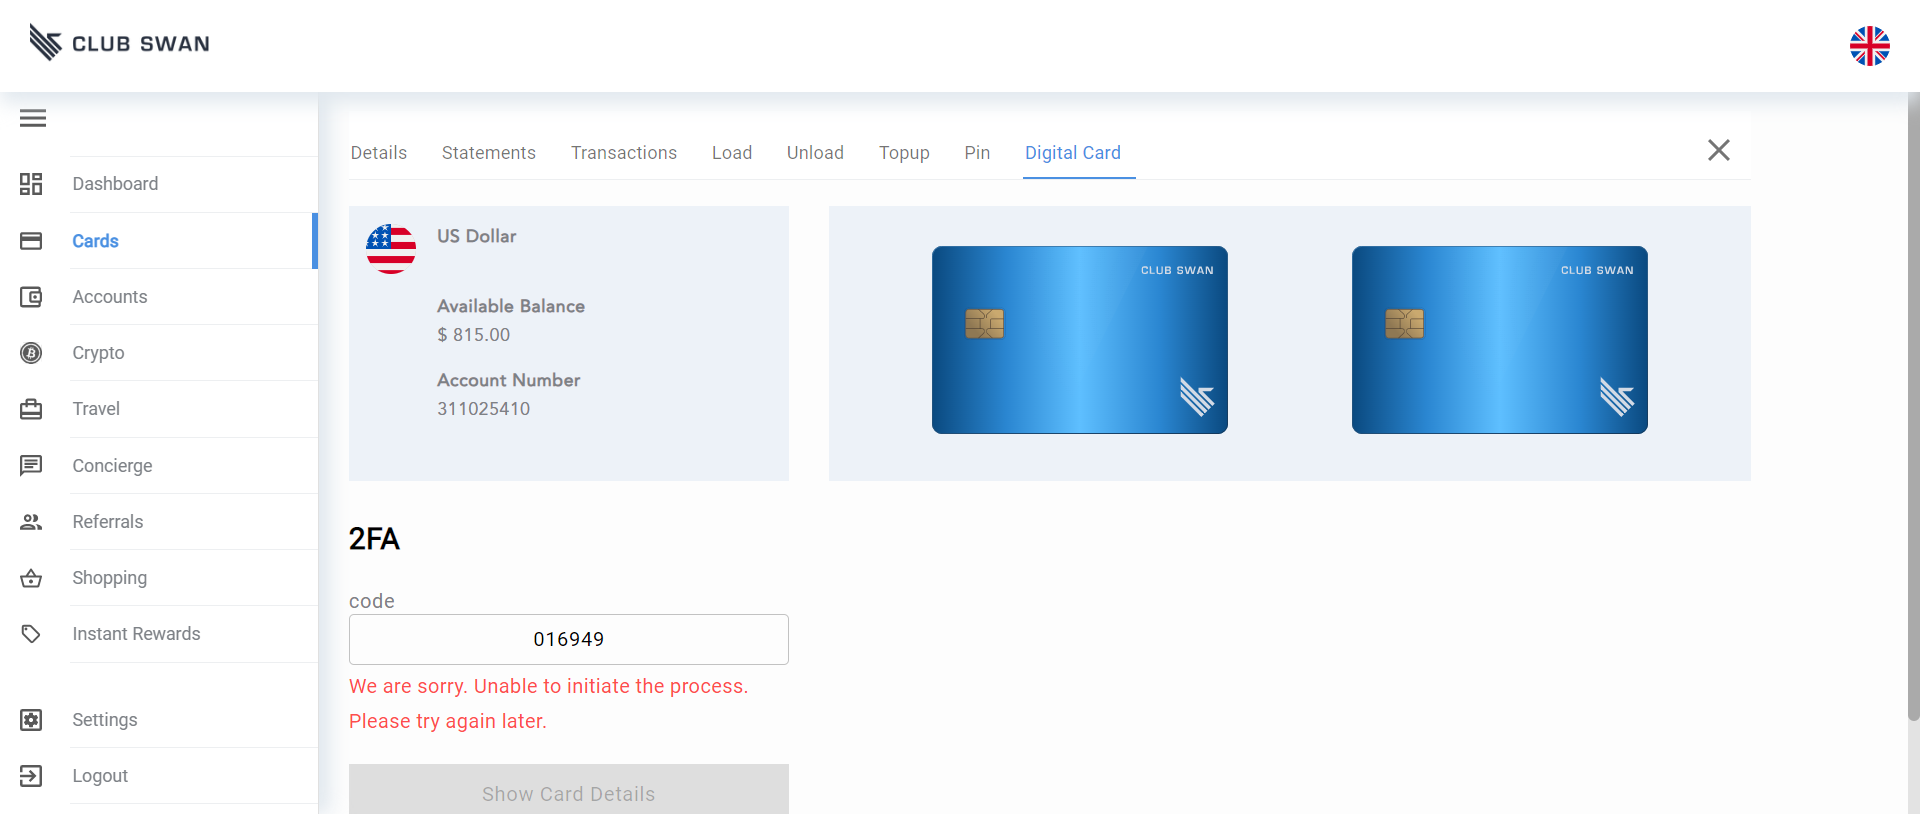 CLUB SWAN
Details Statements Transactions Load Unload Topup Pin Digital Card
Dashboard
Cards
Accounts
Crypto
Travel
Concierge
Referrals
Shopping
Instant Rewards
Settings
Logout
US Dollar
Available Balance
$ 815.00
Account Number
311025410
CLUB SWAN
CLUB SWAN
2FA
code
016949
We are sorry. Unable to initiate the process.
Please try again later.
Show Card Details